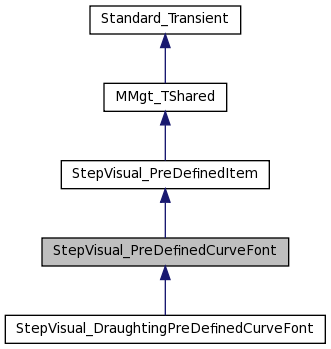 Standard_Transient
MMgt_TShared
StepVisual_PreDefinedItem
StepVisual_PreDefinedCurveFont
StepVisual_DraughtingPreDefinedCurveFont